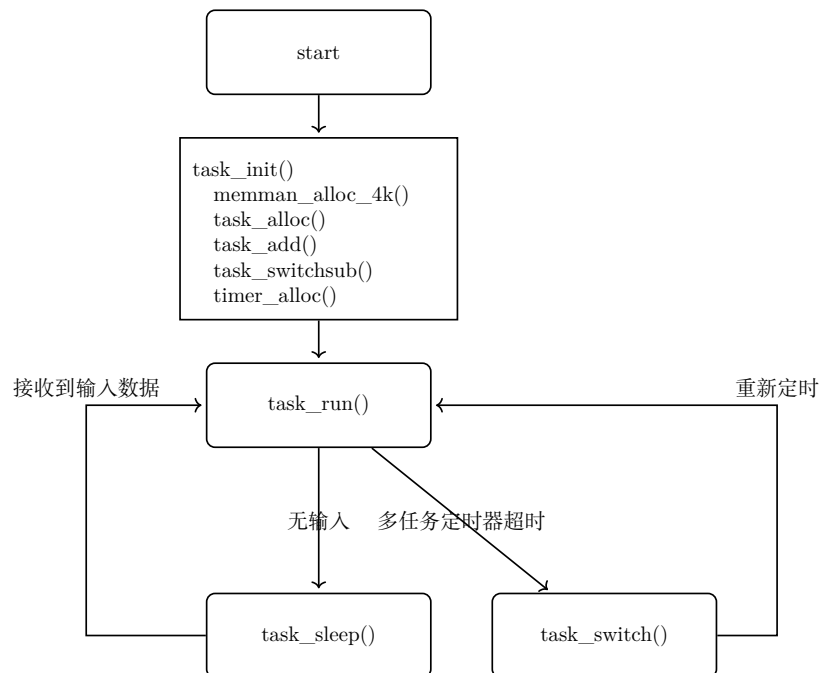 start
task_init()
memman_alloc_4k()
task_alloc()
task_add()
task_switchsub()
timer_alloc()
接收到输入数据
重新定时
task_run()
无输入
多任务定时器超时
task_sleep()
task_switch()